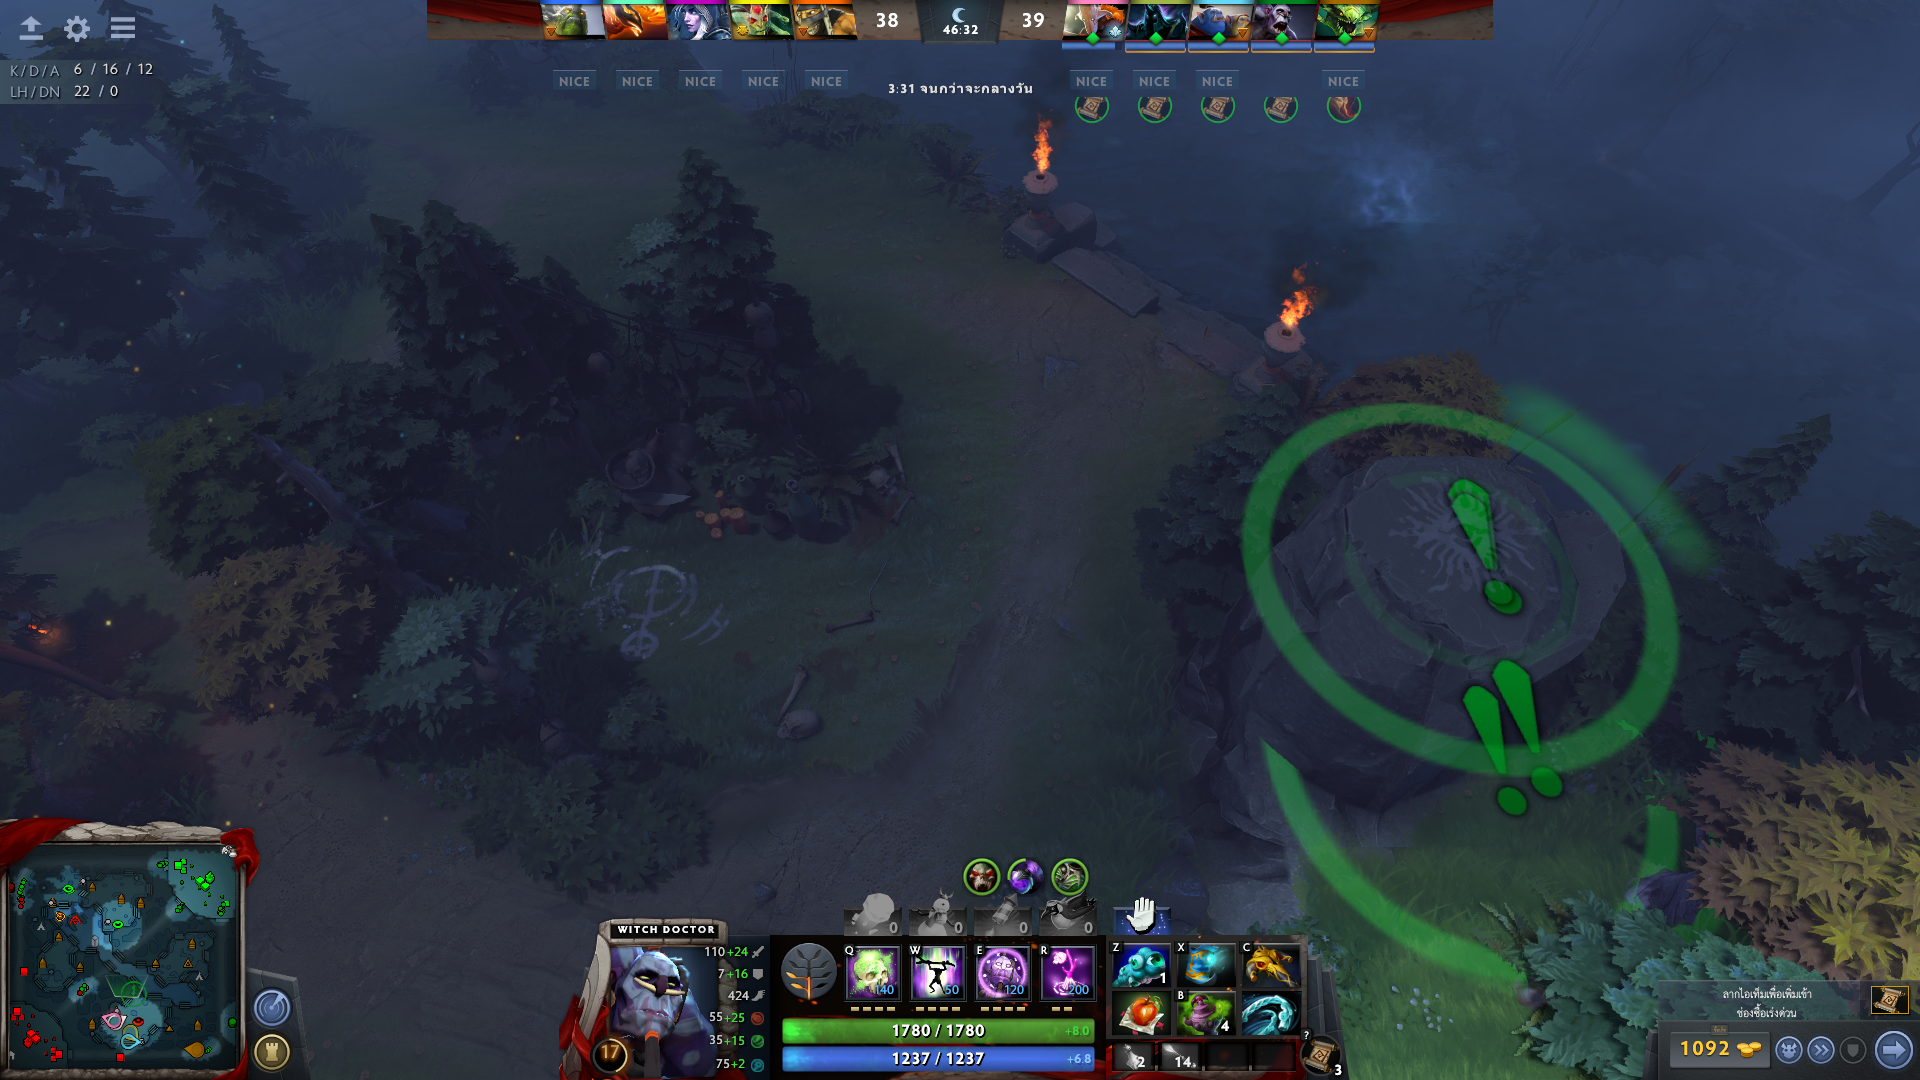 38
46:32
39
K/D/A 6 / 16 / 12
LH/DN 22 / 0
NICE NICE NICE NICE NICE
3:31 จนกว่าจะกลางวัน
NICE NICE NICE NICE
WITCH DOCTOR
110+24
7+16
424
55+25
35+15
75+2
17
0 0 0 0
Q W E R
140 50 120 200
1780 / 1780 +8.0
1237 / 1237 +6.8
Z X C
1
B
4
2 14
?
3
ลากไอเท็มเพื่อเพิ่มเข้า
ช่องซื้อเร่งด่วน
1092